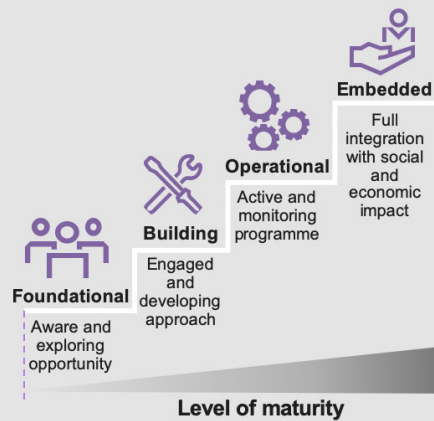 Foundational
Aware and
exploring
opportunity
Building
Engaged
and
developing
approach
Operational
Active and
monitoring
programme
Embedded
Full
integration
with social
and
economic
impact
Level of maturity